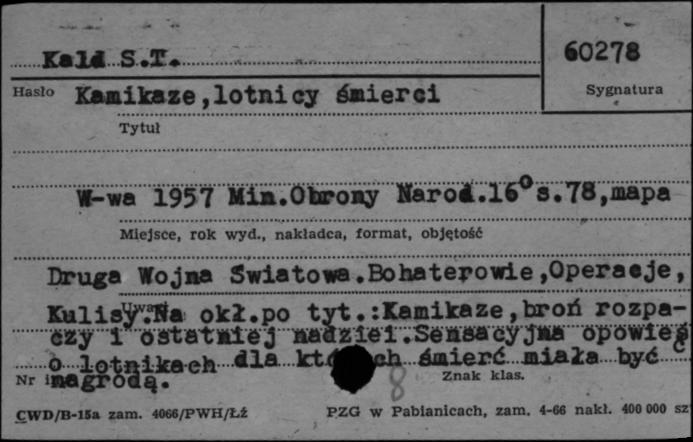 Kald S.T.
60278
Hasło
Sygnatura
Kamikaze,lotnicy śmierci
Tytuł
W-wa 1957 Min.Obrony Narod.16° s.78,mapa
Miejsce, rok wyd., nakładca, format, objętość
Druga Wojna Światowa.Bohaterowie,Operacje,
Kulisy.Na okł.po tyt.:Kamikaze,broń rozpa-
czy i ostatniej nadziei.Sensacyjna opowieść
o lotnikach dla których śmierć miała być
Nr
nagrodą.
8
Znak klas.
CWD/B-15a zam. 4066/PWH/Łż
PZG w Pabianicach, zam. 4-66 nakł. 400 000 sz